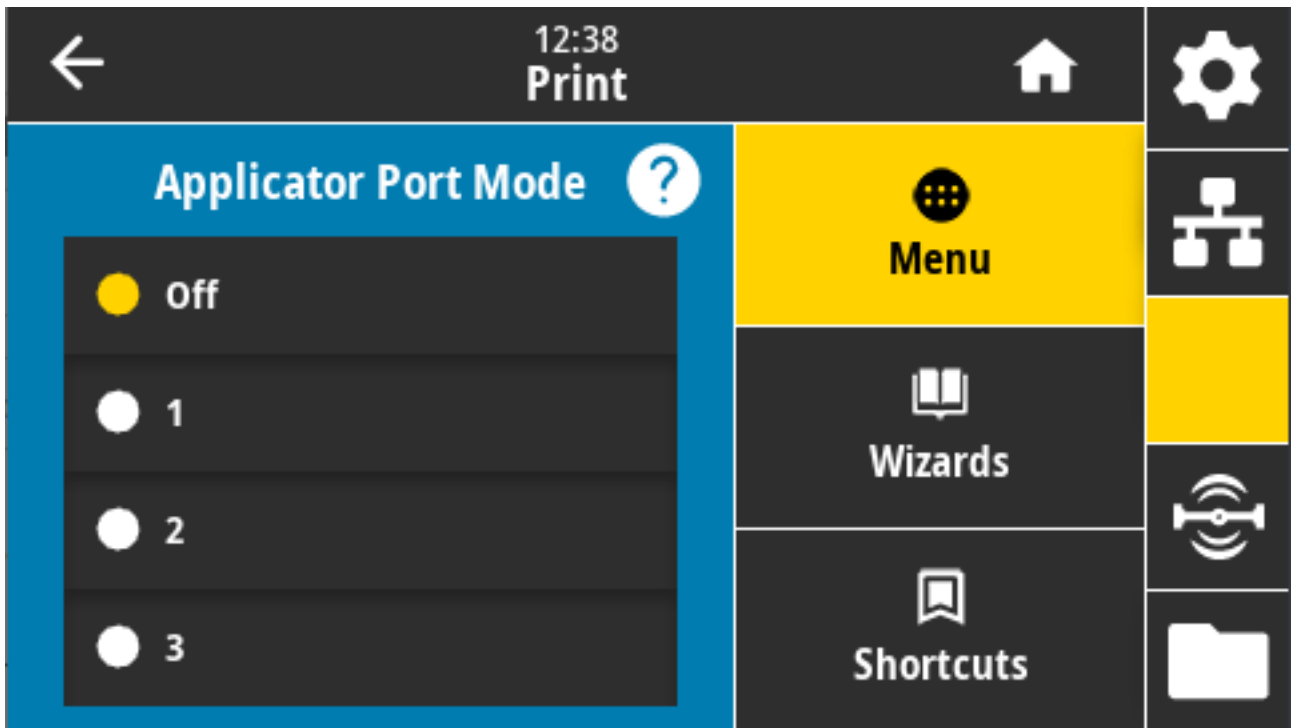 12:38
Print
Applicator Port Mode ?
Off
1
2
3
Menu
Wizards
Shortcuts